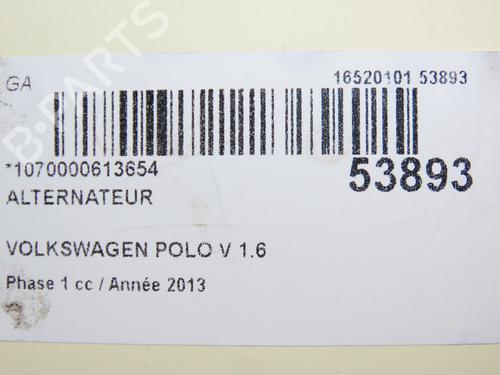 GA
16520101 53893
*1070000613654
53893
ALTERNATEUR
VOLKSWAGEN POLO V 1.6
Phase 1 cc / Année 2013
B-PARTS